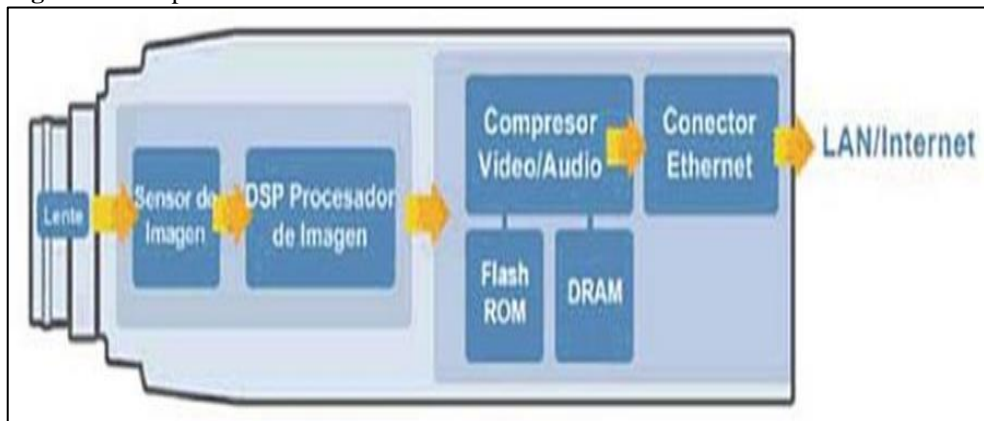 Lente
Sensor de
Imagen
DSP Procesador
de Imagen
Compresor
Video/Audio
Flash
ROM
DRAM
Conector
Ethernet
LAN/Internet